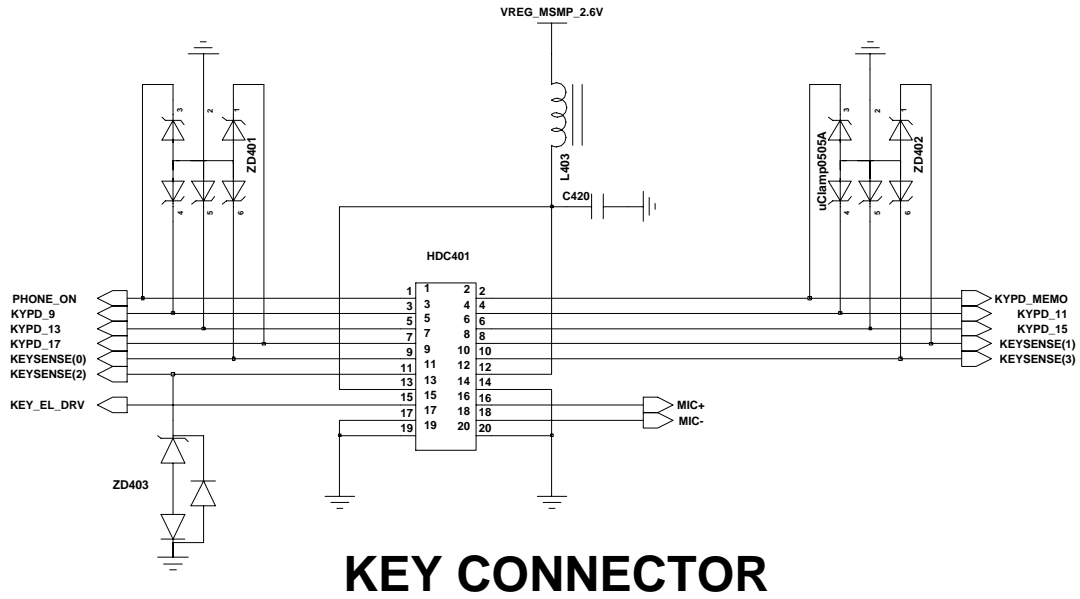 VREG_MSMP_2.6V
3 2 1
ZD401
4 5 6
L403
C420
3 2 1
uClamp0505A
ZD402
4 5 6
HDC401
PHONE_ON 1 1 2 2 KYPD_MEMO
KYPD_9 3 3 4 4 KYPD_11
KYPD_13 5 5 6 6 KYPD_15
KYPD_17 7 7 8 8 KEYSENSE(1)
KEYSENSE(0) 9 9 10 10 KEYSENSE(3)
KEYSENSE(2) 11 11 12 12
13 13 14 14
KEY_EL_DRV 15 15 16 16 MIC+
17 17 18 18 MIC-
19 19 20 20
ZD403
KEY CONNECTOR